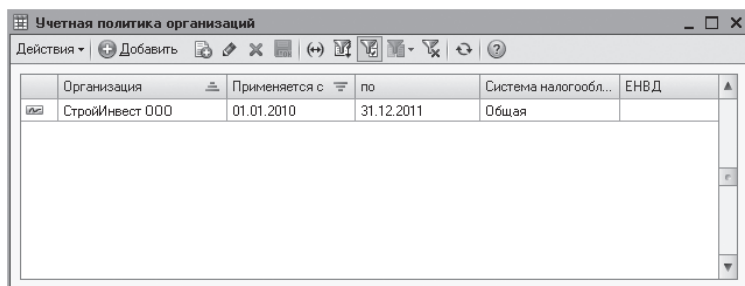 Учетная политика организаций
Действия Добавить
Организация Применяется с по Система налогообл... ЕНВД
СтройИнвест ООО 01.01.2010 31.12.2011 Общая